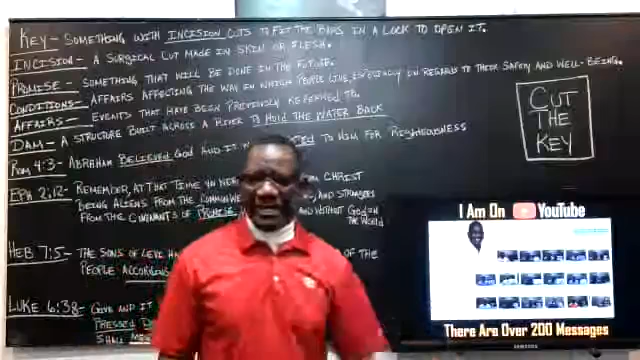 KEY - SOMETHING WITH INCISION CUTS TO FIT THE BARS IN A LOCK TO OPEN IT.
INCISION - A SURGICAL CUT MADE IN SKIN OR FLESH.
PROMISE - SOMETHING THAT WILL BE DONE IN THE FUTURE.
CONDITIONS - AFFAIRS AFFECTING THE WAY IN WHICH PEOPLE LIVE ESPECIALLY IN REGARDS TO THEIR SAFETY AND WELL-BEING.
AFFAIRS - EVENTS THAT HAVE BEEN PREVIOUSLY REFERRED TO.
DAM - A STRUCTURE BUILT ACROSS A RIVER TO HOLD THE WATER BACK
ROM 4:3 - ABRAHAM BELIEVED GOD AND IT TO HIM FOR RIGHTEOUSNESS
EPH 2:12 - REMEMBER, AT THAT TIME CHRIST
BEING ALIENS FROM THE AND STRANGERS
FROM THE COVENANTS OF PROMISE AND WITHOUT GOD IN
THE WORLD
HEB 7:5 - THE SONS OF LEVI OF THE
PEOPLE
LUKE 6:38 - GIVE AND IT
PRESSED
SHALL
CUT
THE
KEY
I Am On YouTube
There Are Over 200 Messages
SAMSUNG